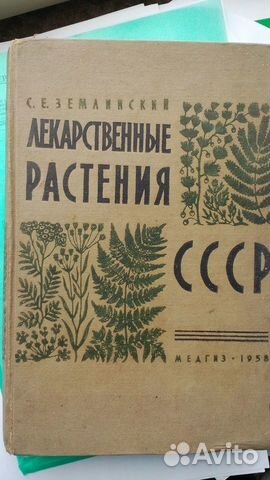 С. Е. ЗЕМЛИНСКИЙ
ЛЕКАРСТВЕННЫЕ
РАСТЕНИЯ
СССР
МЕДГИЗ · 1958
Avito